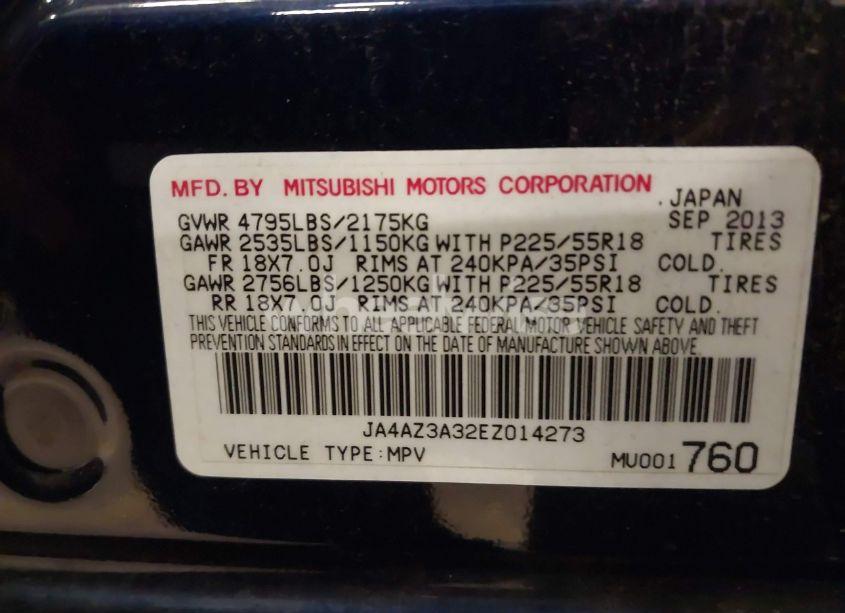 MFD. BY MITSUBISHI MOTORS CORPORATION
, JAPAN
GVWR 4795LBS/2175KG SEP 2013
GAWR 2535LBS/1150KG WITH P225/55R18 TIRES
FR 18X7.0J RIMS AT 240KPA/35PSI COLD.
GAWR 2756LBS/1250KG WITH P225/55R18 TIRES
RR 18X7.0J RIMS AT 240KPA/35PSI COLD.
THIS VEHICLE CONFORMS TO ALL APPLICABLE FEDERAL MOTOR VEHICLE SAFETY AND THEFT
PREVENTION STANDARDS IN EFFECT ON THE DATE OF MANUFACTURE SHOWN ABOVE.
JA4AZ3A32EZ014273
VEHICLE TYPE:MPV MU001 760